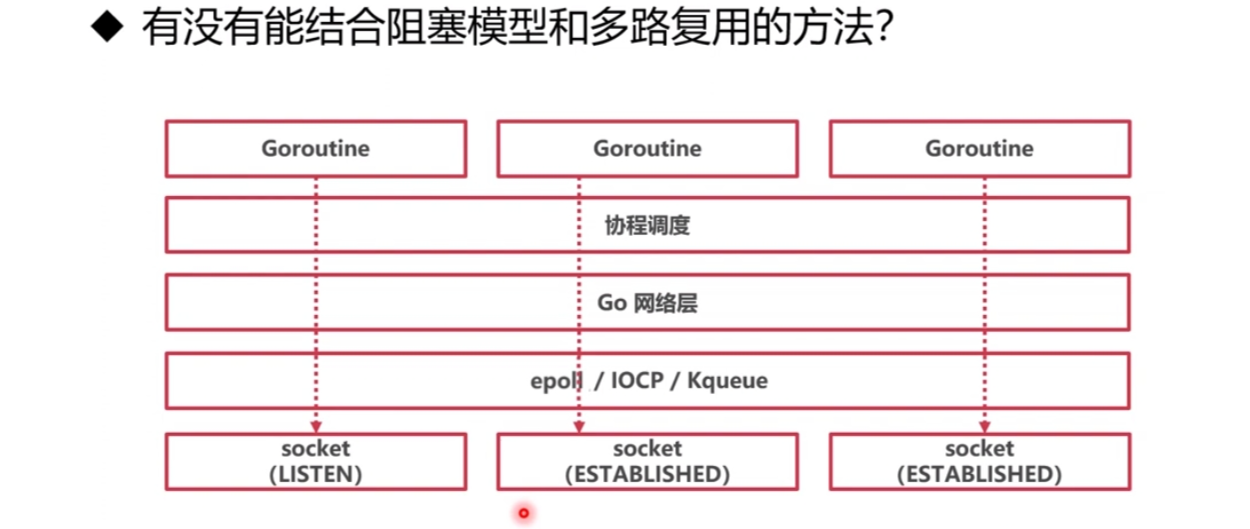 ◆ 有没有能结合阻塞模型和多路复用的方法?
Goroutine
Goroutine
Goroutine
协程调度
Go 网络层
epoll / IOCP / Kqueue
socket
(LISTEN)
socket
(ESTABLISHED)
socket
(ESTABLISHED)